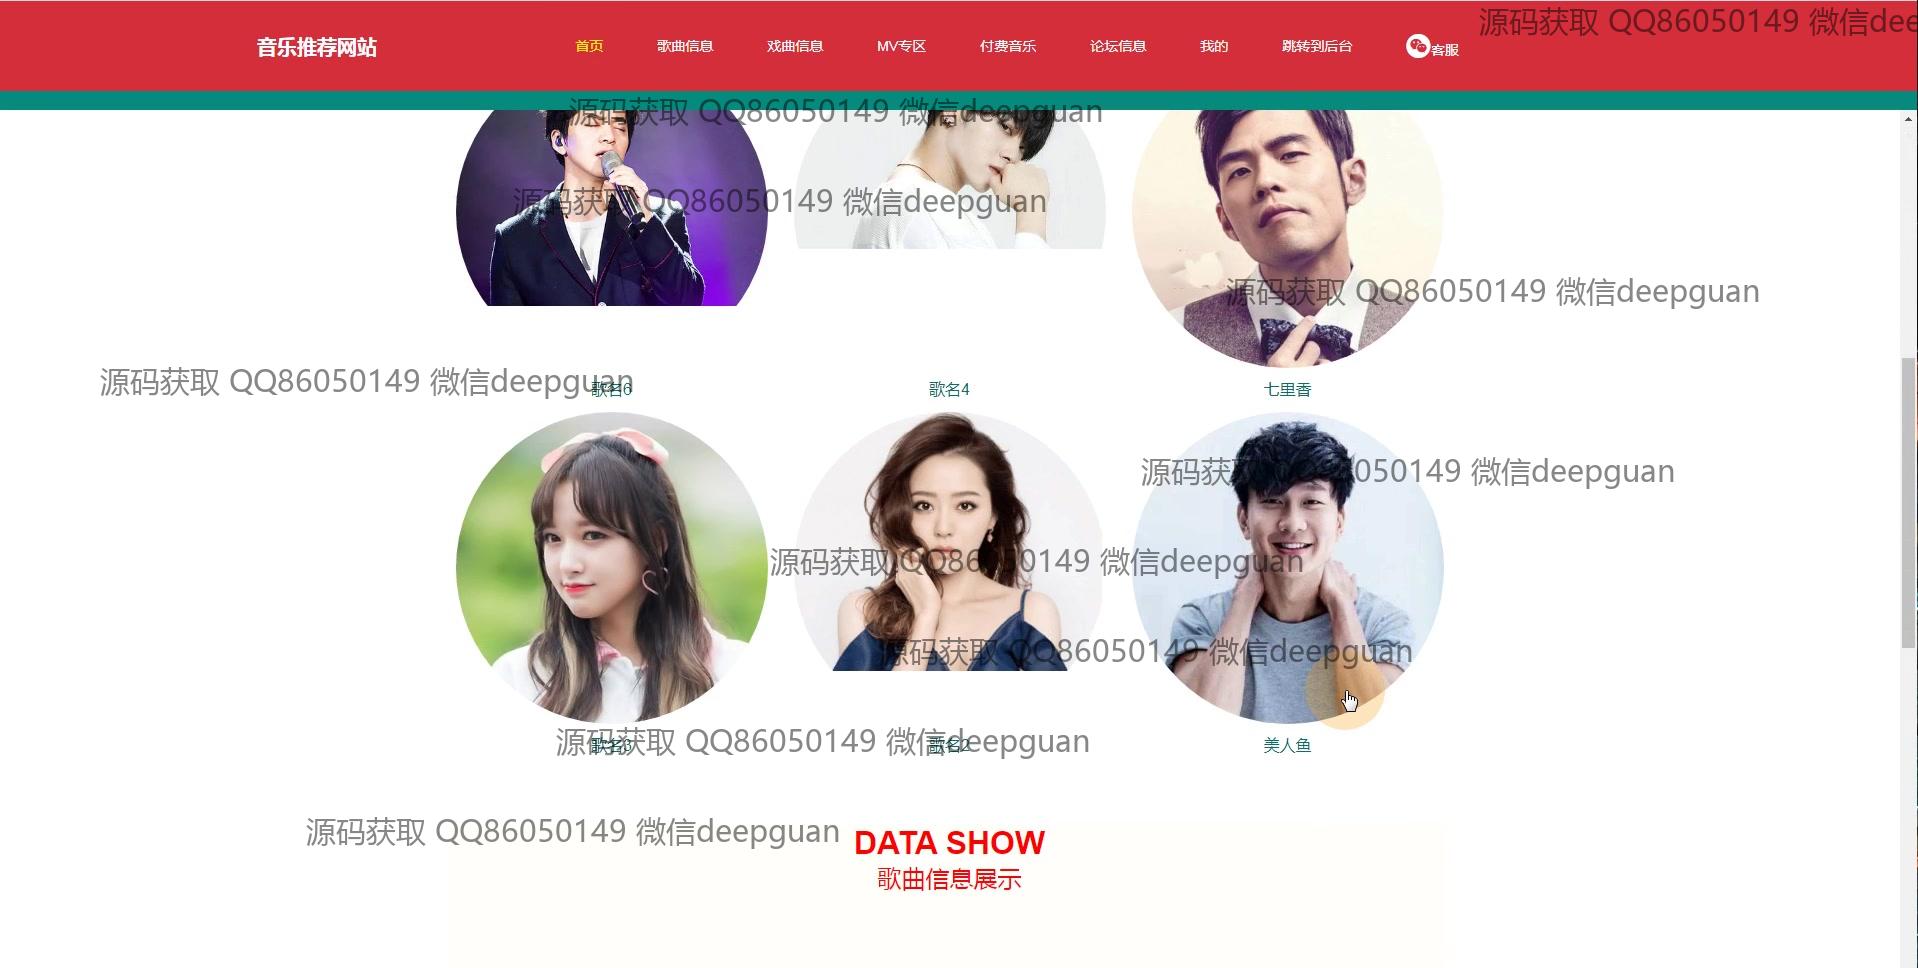 源码获取 QQ86050149 微信dee
音乐推荐网站
首页
歌曲信息
戏曲信息
MV专区
付费音乐
论坛信息
我的
跳转到后台
客服
源码获取 QQ86050149 微信deepguan
源码获取 QQ86050149 微信deepguan
源码获取 QQ86050149 微信deepguan
源码获取 QQ86050149 微信deepguan
歌名6
歌名4
七里香
源码获取 QQ86050149 微信deepguan
源码获取 QQ86050149 微信deepguan
源码获取 QQ86050149 微信deepguan
源码获取 QQ86050149 微信deepguan
歌名3
歌名2
美人鱼
源码获取 QQ86050149 微信deepguan
DATA SHOW
歌曲信息展示